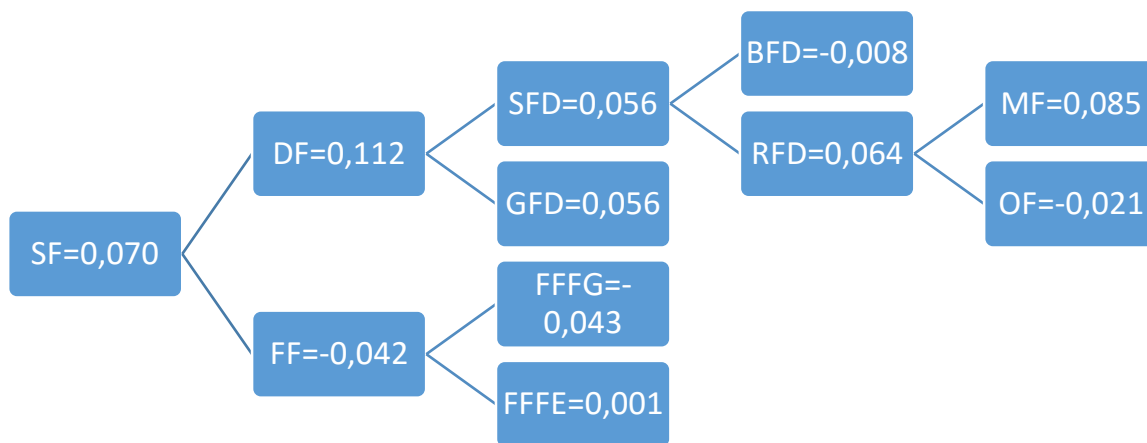 SF=0,070
DF=0,112
FF=-0,042
SFD=0,056
GFD=0,056
FFFG=-
0,043
FFFE=0,001
BFD=-0,008
RFD=0,064
MF=0,085
OF=-0,021